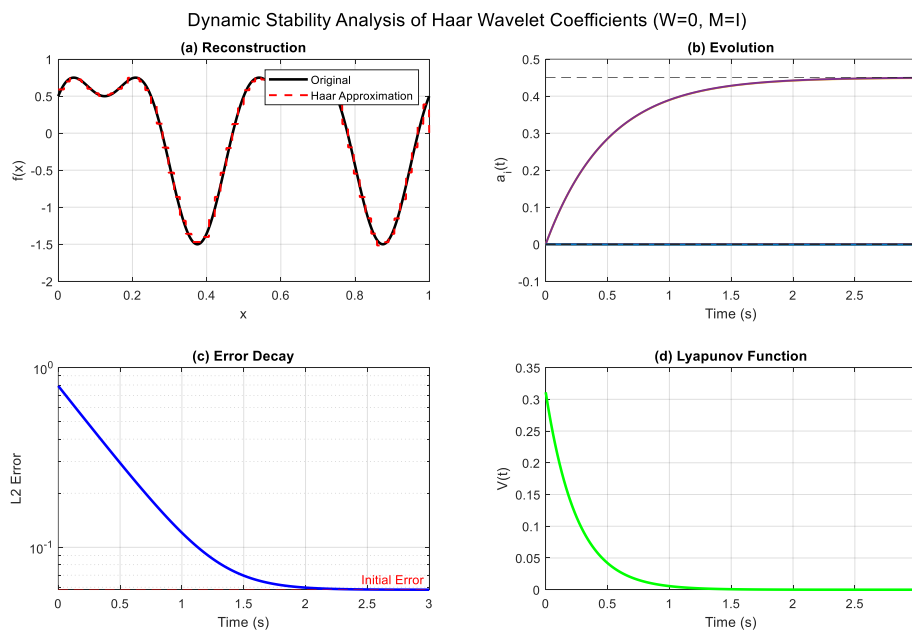 Dynamic Stability Analysis of Haar Wavelet Coefficients (W=0, M=I)
(a) Reconstruction
1
0.5
0
-0.5
-1
-1.5
-2
f(x)
0 0.2 0.4 0.6 0.8 1
x
Original
Haar Approximation
(b) Evolution
0.5
0.4
0.3
0.2
0.1
0
-0.1
a_i(t)
0 0.5 1 1.5 2 2.5
Time (s)
(c) Error Decay
10^0
10^-1
L2 Error
Initial Error
0 0.5 1 1.5 2 2.5 3
Time (s)
(d) Lyapunov Function
0.35
0.3
0.25
0.2
0.15
0.1
0.05
0
V(t)
0 0.5 1 1.5 2 2.5
Time (s)